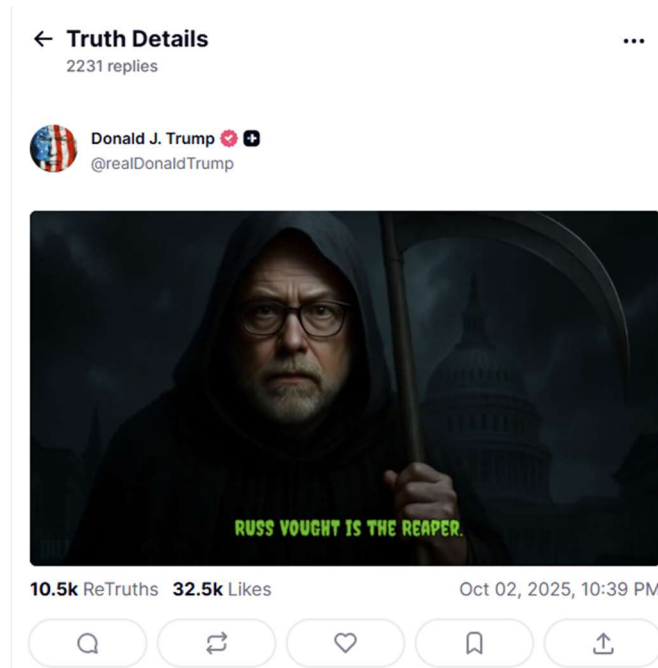 Truth Details
2231 replies
Donald J. Trump
@realDonaldTrump
RUSS VOUGHT IS THE REAPER.
10.5k ReTruths 32.5k Likes Oct 02, 2025, 10:39 PM